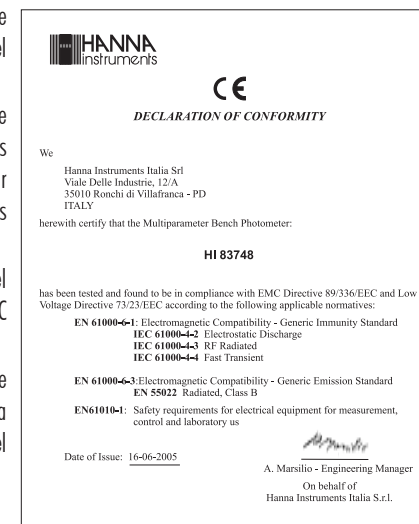 HANNA
instruments
CE
DECLARATION OF CONFORMITY
We
Hanna Instruments Italia Srl
Viale Delle Industrie, 12/A
35010 Ronchi di Villafranca - PD
ITALY
herewith certify that the Multiparameter Bench Photometer:
HI 83748
has been tested and found to be in compliance with EMC Directive 89/336/EEC and Low
Voltage Directive 73/23/EEC according to the following applicable normatives:
EN 61000-6-1: Electromagnetic Compatibility - Generic Immunity Standard
IEC 61000-4-2 Electrostatic Discharge
IEC 61000-4-3 RF Radiated
IEC 61000-4-4 Fast Transient
EN 61000-6-3:Electromagnetic Compatibility - Generic Emission Standard
EN 55022 Radiated, Class B
EN61010-1: Safety requirements for electrical equipment for measurement,
control and laboratory us
Date of Issue: 16-06-2005
A. Marsilio - Engineering Manager
On behalf of
Hanna Instruments Italia S.r.l.